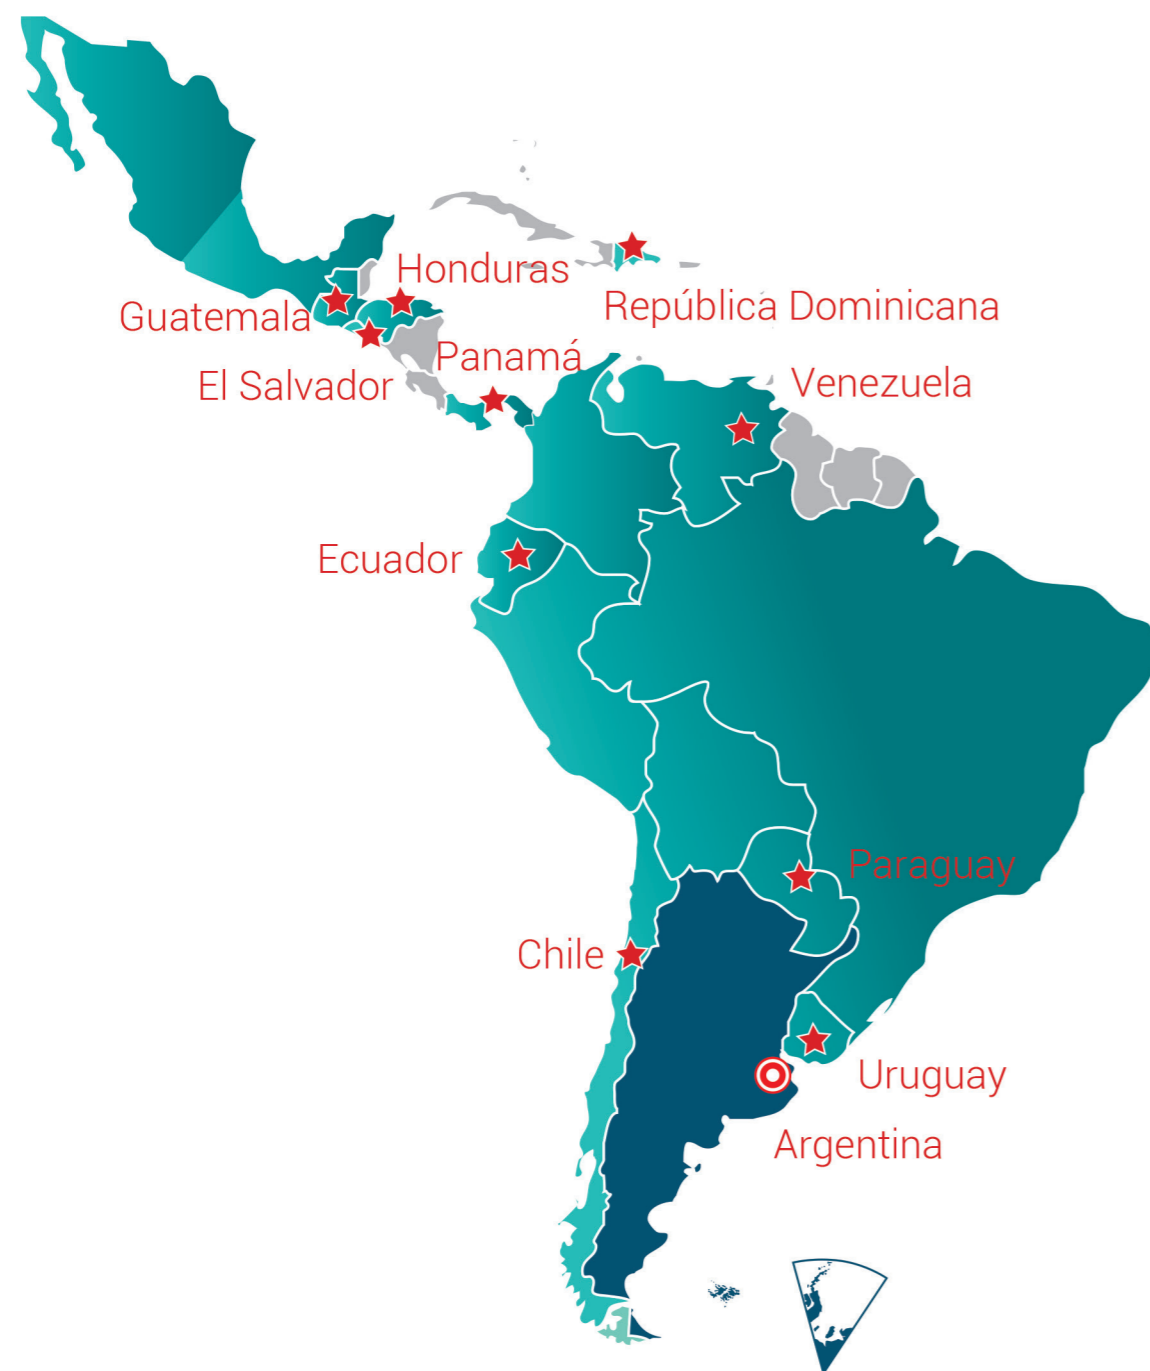 Honduras
Guatemala
República Dominicana
Panamá
El Salvador
Venezuela
Ecuador
Paraguay
Chile
Uruguay
Argentina